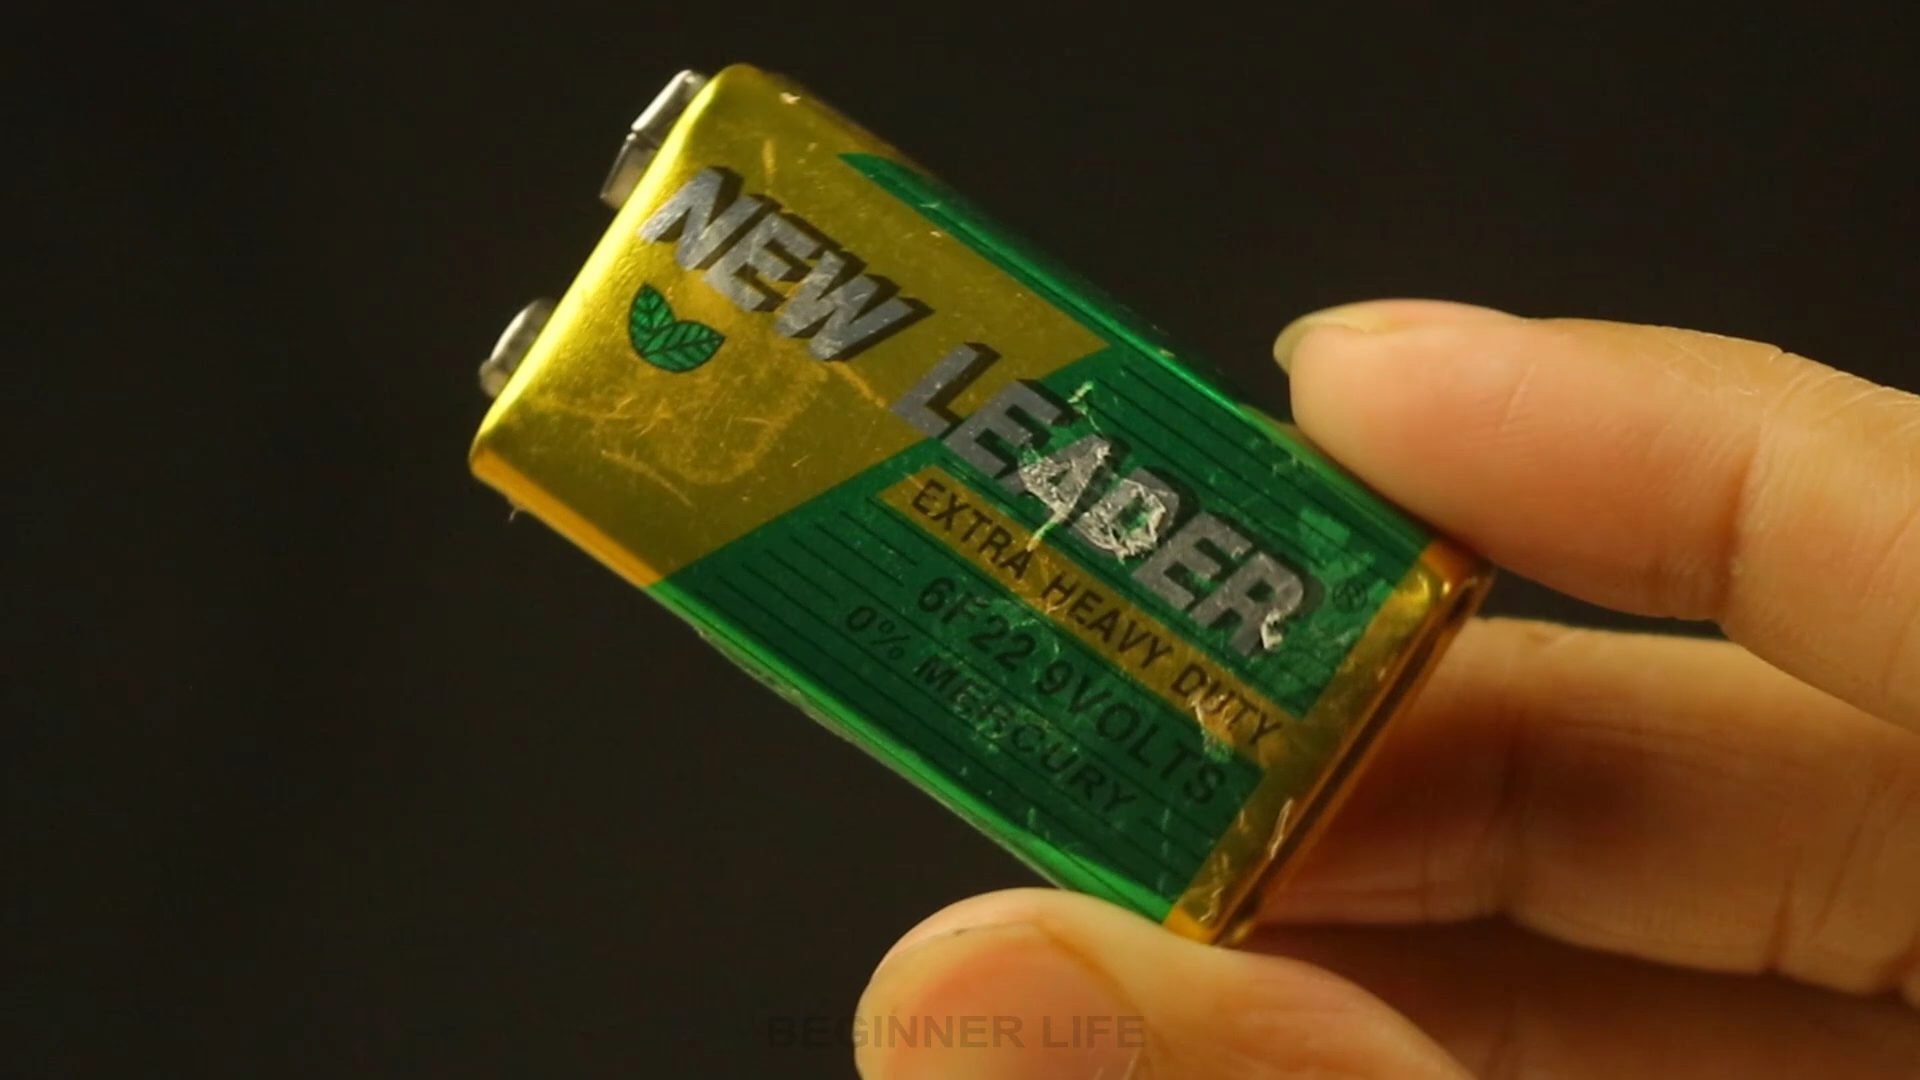 NEW LEADER®
EXTRA HEAVY DUTY
6F22 9VOLTS
0% MERCURY
BEGINNER LIFE